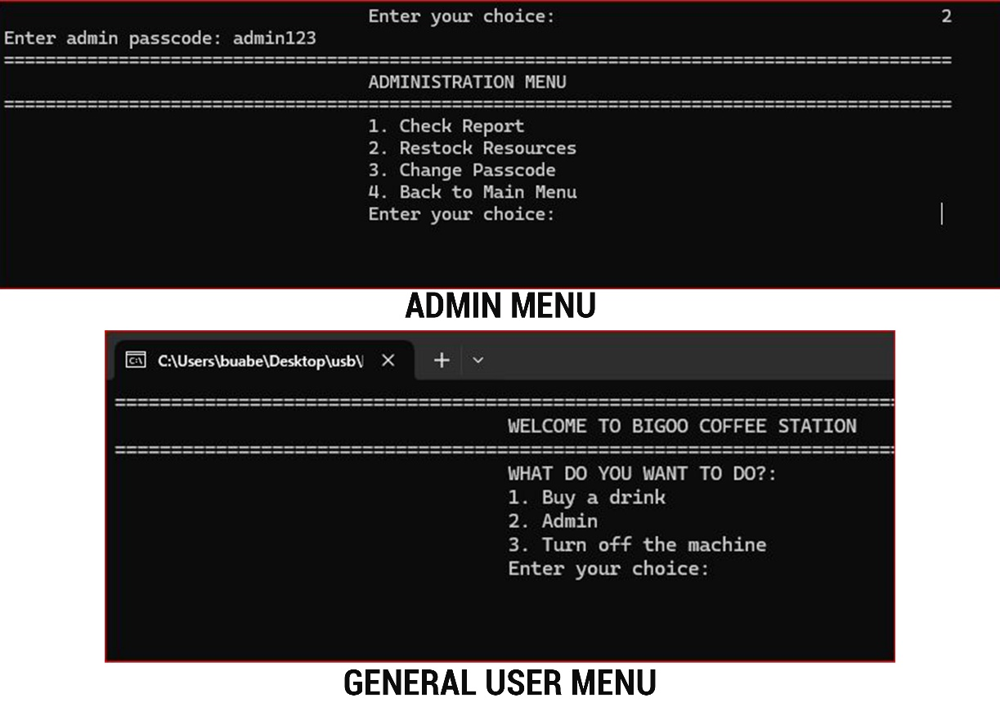 Enter your choice: 2
Enter admin passcode: admin123
==========================================================================================
ADMINISTRATION MENU
==========================================================================================
1. Check Report
2. Restock Resources
3. Change Passcode
4. Back to Main Menu
Enter your choice:
ADMIN MENU
C:\Users\buabe\Desktop\usb\
======================================================================
WELCOME TO BIGOO COFFEE STATION
======================================================================
WHAT DO YOU WANT TO DO?:
1. Buy a drink
2. Admin
3. Turn off the machine
Enter your choice:
GENERAL USER MENU